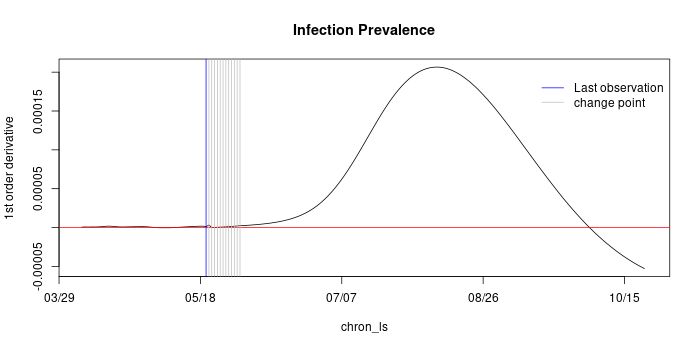 Infection Prevalence
1st order derivative
0.00015
0.00005
-0.00005
Last observation
change point
03/29 05/18 07/07 08/26 10/15
chron_ls